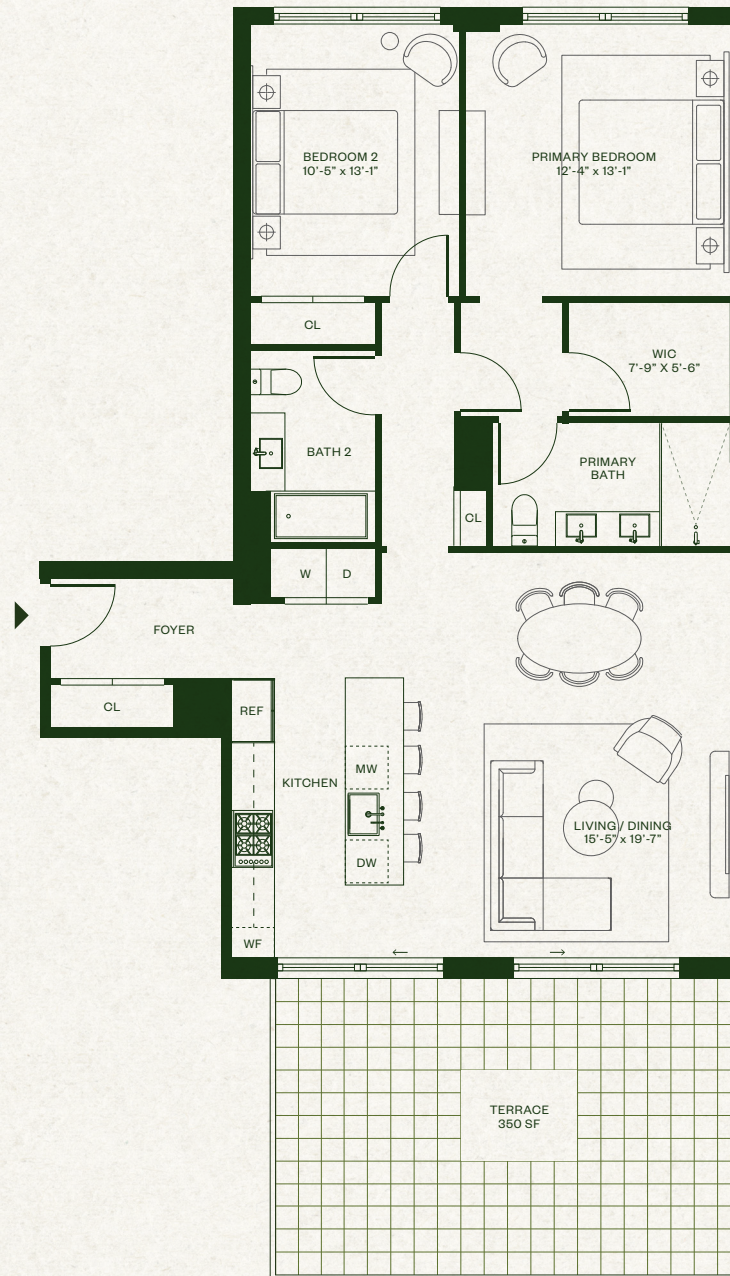 BEDROOM 2
10'-5" x 13'-1"
PRIMARY BEDROOM
12'-4" x 13'-1"
CL
WIC
7'-9" X 5'-6"
BATH 2
PRIMARY
BATH
CL
W
D
FOYER
CL
REF
MW
KITCHEN
LIVING / DINING
15'-5" x 19'-7"
DW
WF
TERRACE
350 SF